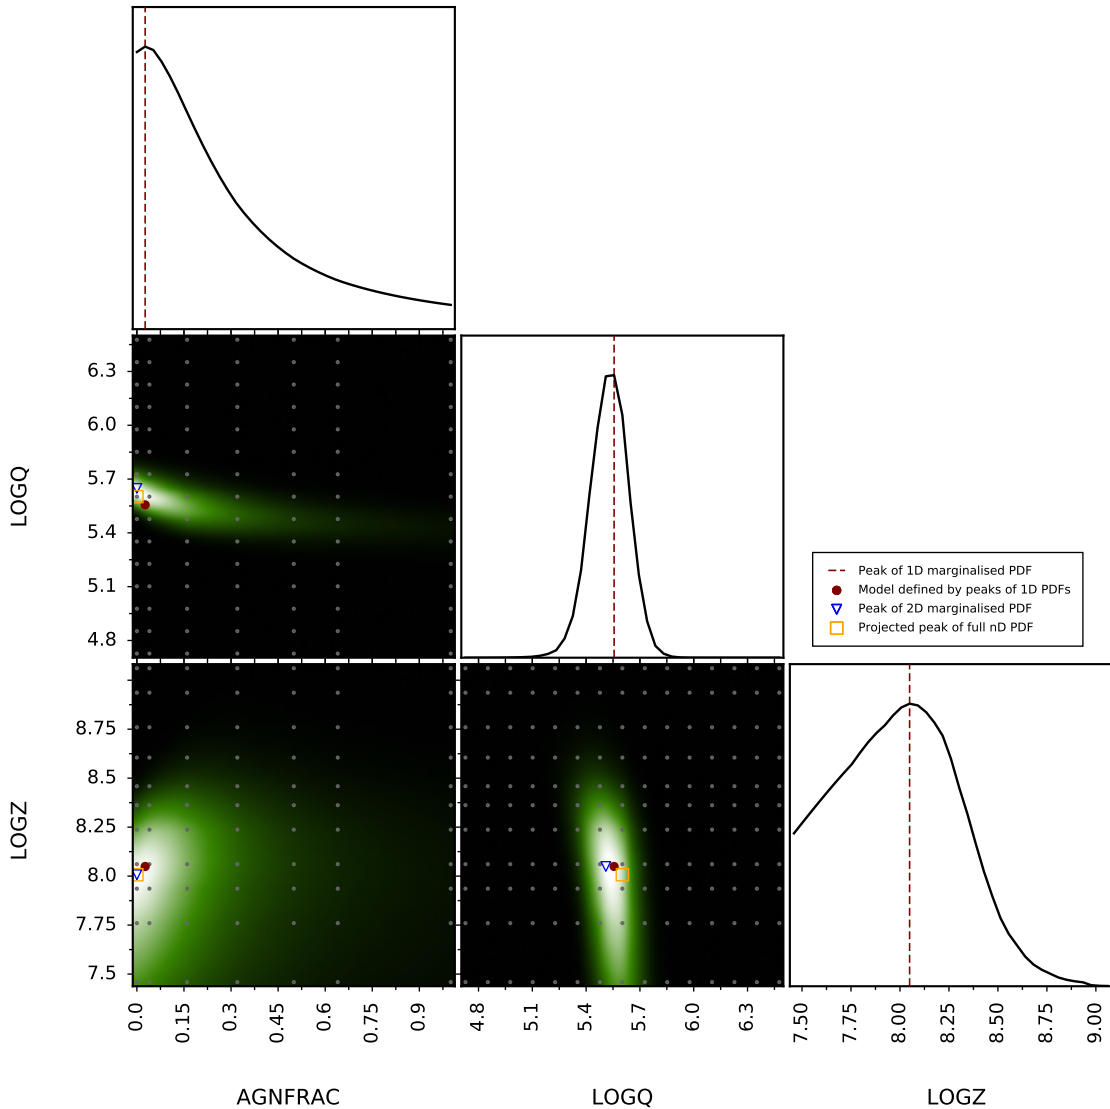 LOGQ
6.3
6.0
5.7
5.4
5.1
4.8
Peak of 1D marginalised PDF
Model defined by peaks of 1D PDFs
Peak of 2D marginalised PDF
Projected peak of full nD PDF
LOGZ
8.75
8.5
8.25
8.0
7.75
7.5
0.0 0.15 0.3 0.45 0.6 0.75 0.9
4.8 5.1 5.4 5.7 6.0 6.3
7.50 7.75 8.00 8.25 8.50 8.75 9.00
AGNFRAC LOGQ LOGZ